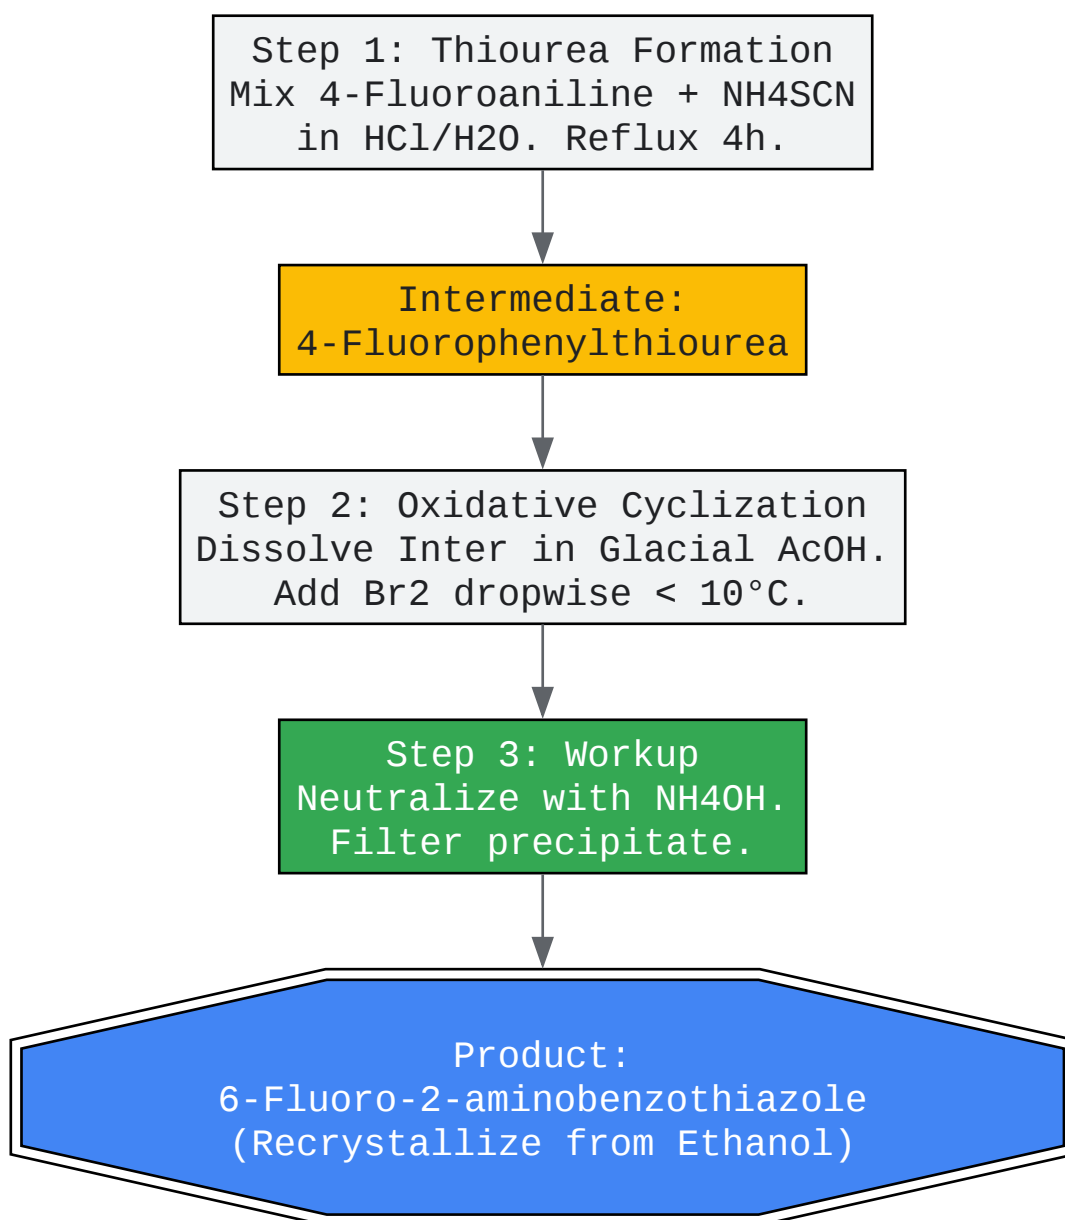 Step 1: Thiourea Formation
Mix 4-Fluoroaniline + NH4SCN
in HCl/H2O. Reflux 4h.
Intermediate:
4-Fluorophenylthiourea
Step 2: Oxidative Cyclization
Dissolve Inter in Glacial AcOH.
Add Br2 dropwise < 10°C.
Step 3: Workup
Neutralize with NH4OH.
Filter precipitate.
Product:
6-Fluoro-2-aminobenzothiazole
(Recrystallize from Ethanol)